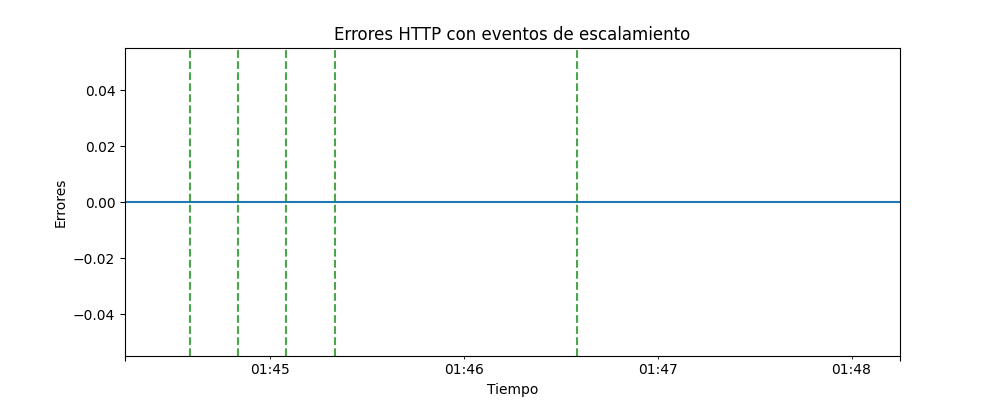 Errores HTTP con eventos de escalamiento
0.04
0.02
0.00
−0.02
−0.04
Errores
01:45 01:46 01:47 01:48
Tiempo